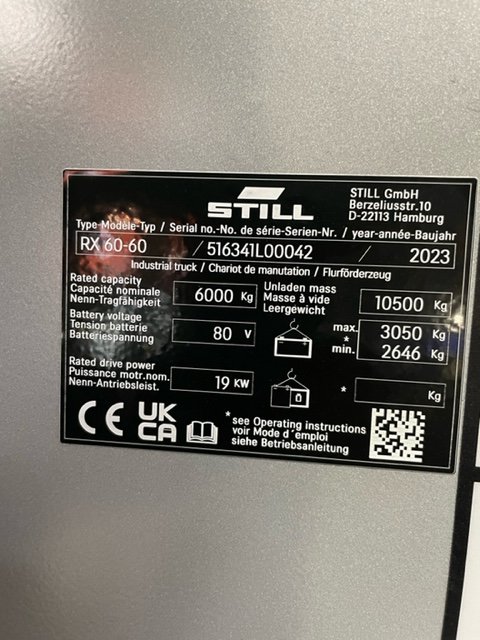 STILL
STILL GmbH
Berzeliusstr.10
D-22113 Hamburg
Type-Modèle-Typ / Serial no.-No. de série-Serien-Nr. / year-année-Baujahr
RX 60-60 / 516341L00042 / 2023
Industrial truck / Chariot de manutation / Flurförderzeug
Rated capacity
Capacité nominale
Nenn-Tragfähigkeit
6000 Kg
Unladen mass
Masse à vide
Leergewicht
10500 Kg
Battery voltage
Tension batterie
Batteriespannung
80 V
max. 3050 Kg
*
min. 2646 Kg
Rated drive power
Puissance motr.nom.
Nenn-Antriebsleist.
19 KW
* Kg
CE UK
CA
* see Operating instructions
voir Mode d´emploi
siehe Betriebsanleitung